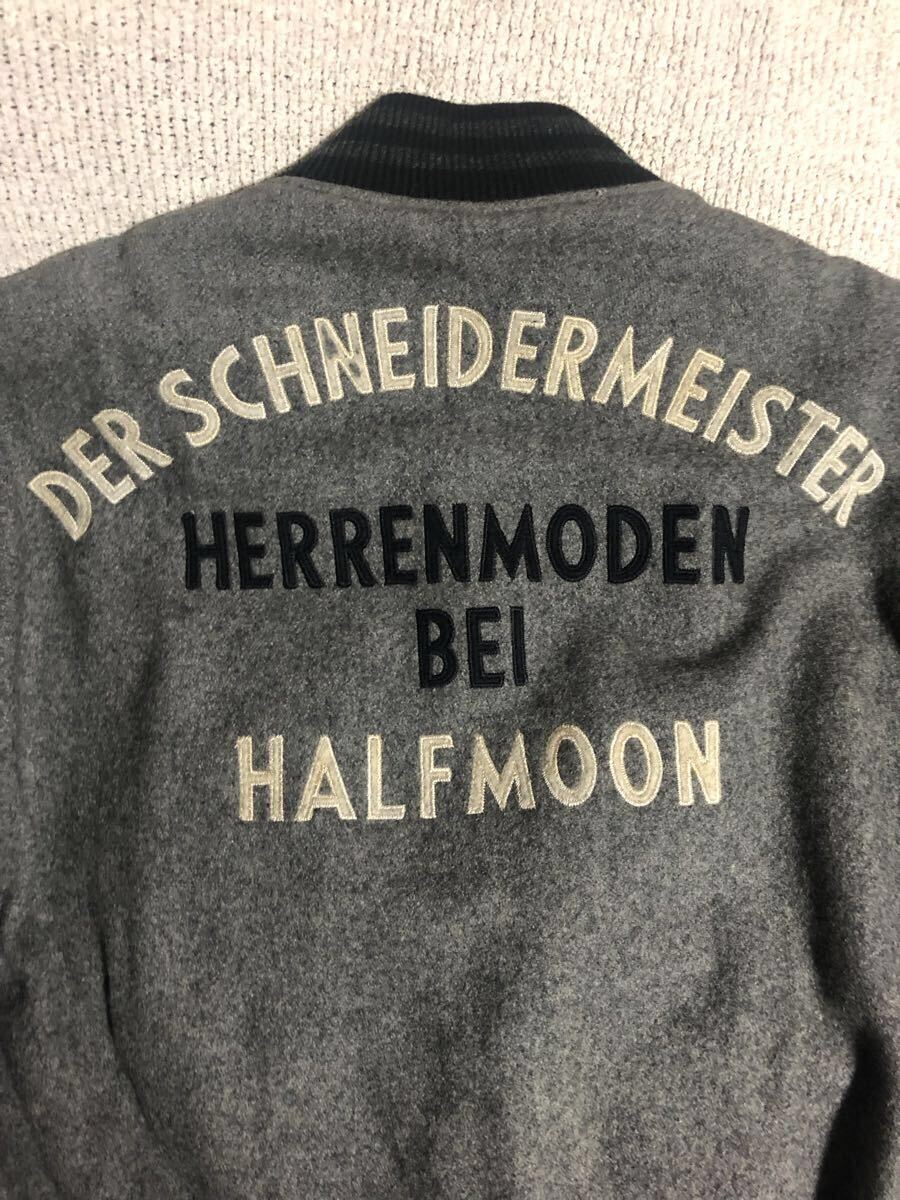 DER SCHNEIDERMEISTER
HERRENMODEN
BEI
HALFMOON